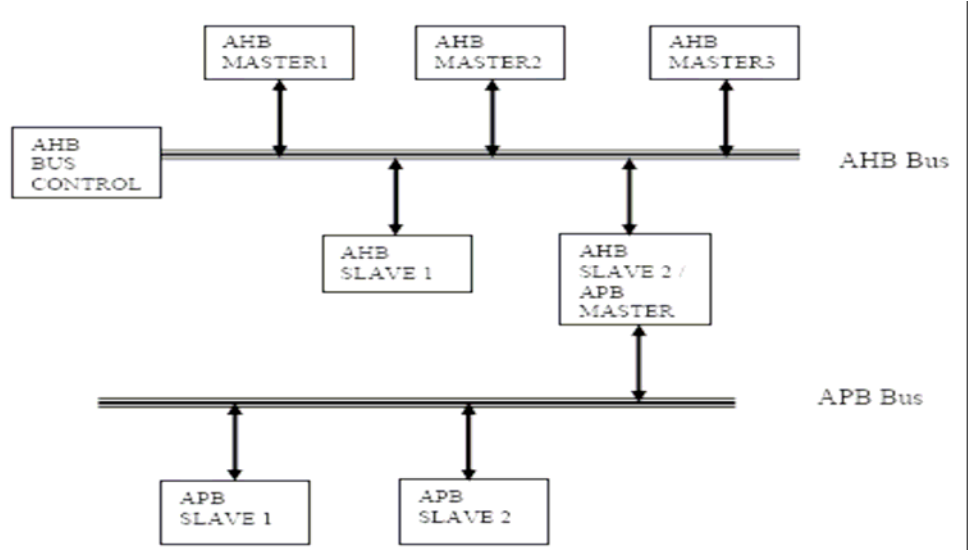 AHB
MASTER1
AHB
MASTER2
AHB
MASTER3
AHB
BUS
CONTROL
AHB Bus
AHB
SLAVE 1
AHB
SLAVE 2 /
APB
MASTER
APB Bus
APB
SLAVE 1
APB
SLAVE 2